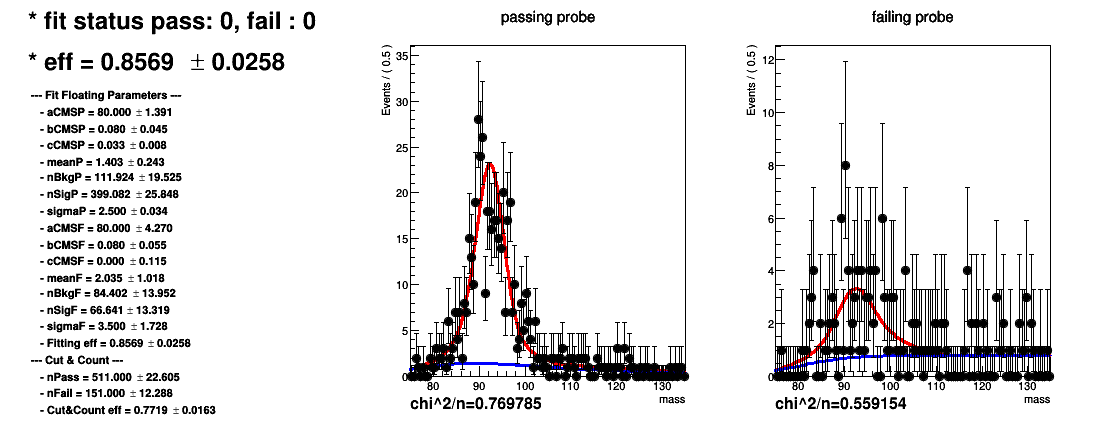 * fit status pass: 0, fail : 0
* eff = 0.8569 ± 0.0258
--- Fit Floating Parameters ---
- aCMSP = 80.000 ± 1.391
- bCMSP = 0.080 ± 0.045
- cCMSP = 0.033 ± 0.008
- meanP = 1.403 ± 0.243
- nBkgP = 111.924 ± 19.525
- nSigP = 399.082 ± 25.848
- sigmaP = 2.500 ± 0.034
- aCMSF = 80.000 ± 4.270
- bCMSF = 0.080 ± 0.055
- cCMSF = 0.000 ± 0.115
- meanF = 2.035 ± 1.018
- nBkgF = 84.402 ± 13.952
- nSigF = 66.641 ± 13.319
- sigmaF = 3.500 ± 1.728
- Fitting eff = 0.8569 ± 0.0258
--- Cut & Count ---
- nPass = 511.000 ± 22.605
- nFail = 151.000 ± 12.288
- Cut&Count eff = 0.7719 ± 0.0163
passing probe
Events / ( 0.5 )
35
30
25
20
15
10
5
0
80 90 100 110 120 130
mass
chi^2/n=0.769785
failing probe
Events / ( 0.5 )
12
10
8
6
4
2
0
80 90 100 110 120 130
mass
chi^2/n=0.559154